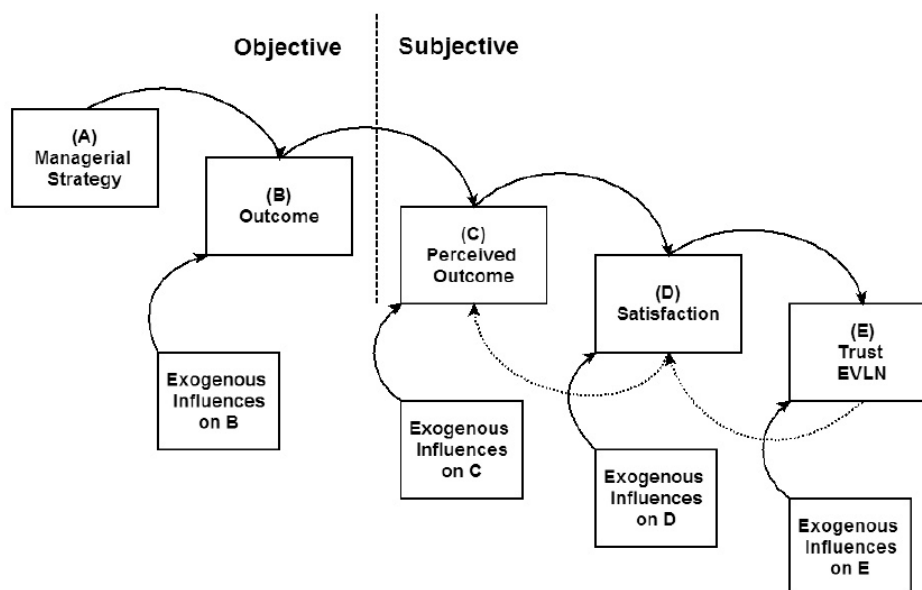 Objective
Subjective
(A)
Managerial
Strategy
(B)
Outcome
(C)
Perceived
Outcome
(D)
Satisfaction
(E)
Trust
EVLN
Exogenous
Influences
on B
Exogenous
Influences
on C
Exogenous
Influences
on D
Exogenous
Influences
on E